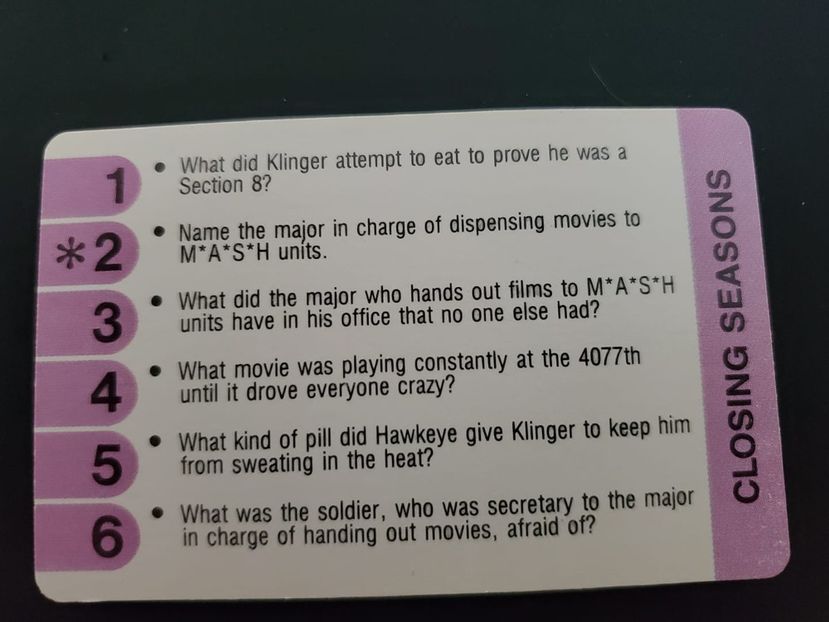 1 • What did Klinger attempt to eat to prove he was a
Section 8?
*2 • Name the major in charge of dispensing movies to
M*A*S*H units.
3 • What did the major who hands out films to M*A*S*H
units have in his office that no one else had?
4 • What movie was playing constantly at the 4077th
until it drove everyone crazy?
5 • What kind of pill did Hawkeye give Klinger to keep him
from sweating in the heat?
6 • What was the soldier, who was secretary to the major
in charge of handing out movies, afraid of?
CLOSING SEASONS